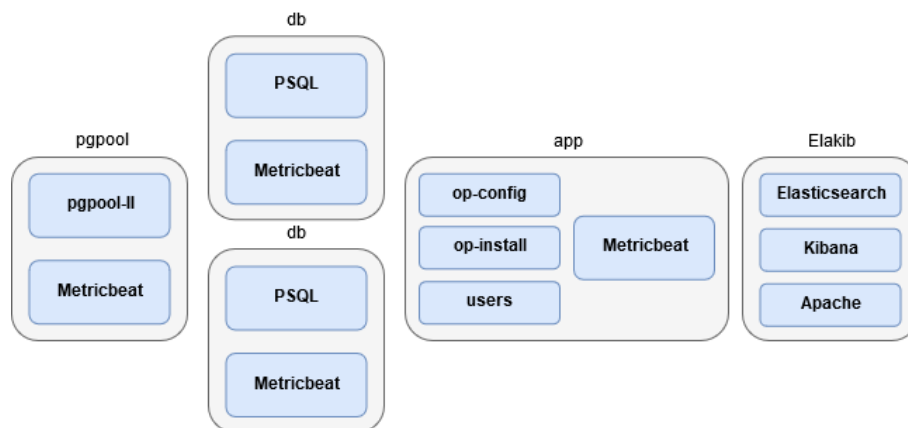 pgpool
pgpool-II
Metricbeat
db
PSQL
Metricbeat
db
PSQL
Metricbeat
app
op-config
op-install
users
Metricbeat
Elakib
Elasticsearch
Kibana
Apache